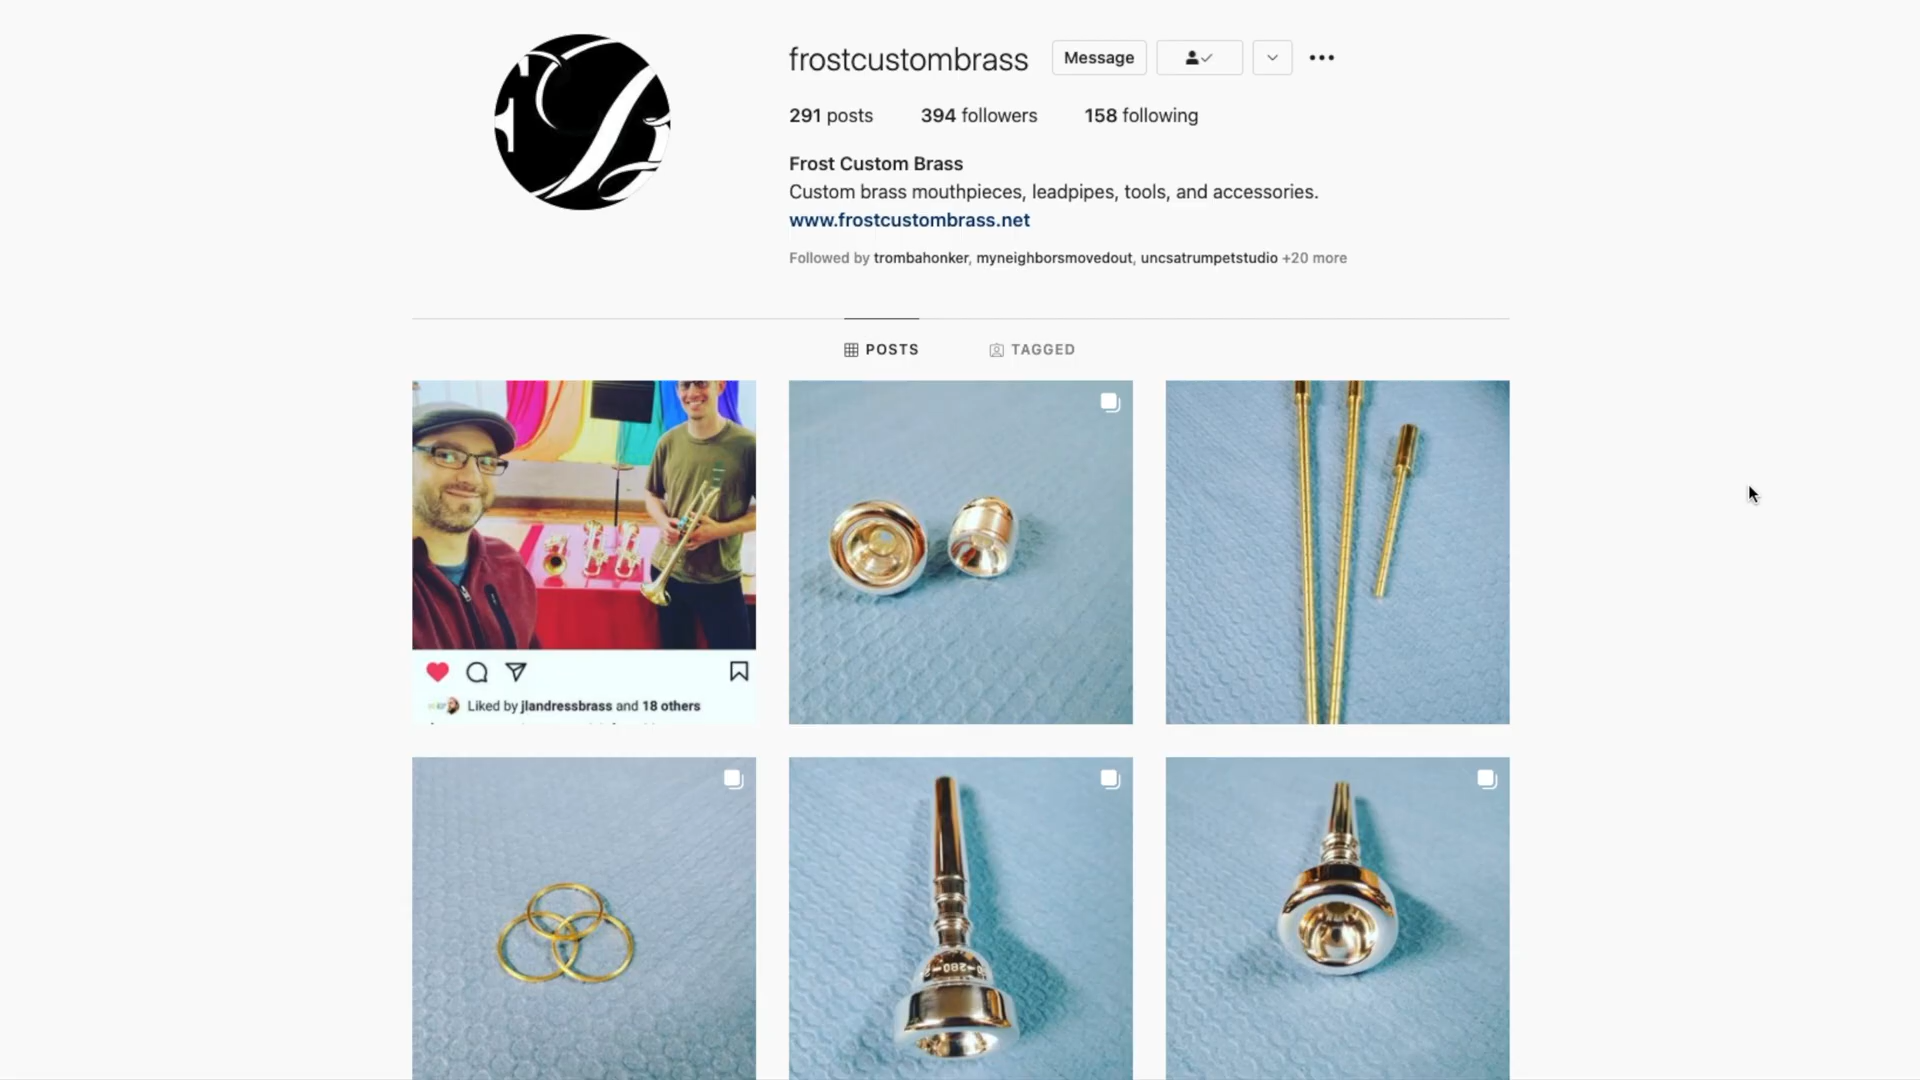 frostcustombrass Message
291 posts 394 followers 158 following
Frost Custom Brass
Custom brass mouthpieces, leadpipes, tools, and accessories.
www.frostcustombrass.net
Followed by trombahonker, myneighborsmovedout, uncsatrumpetstudio +20 more
POSTS TAGGED
Liked by jlandressbrass and 18 others